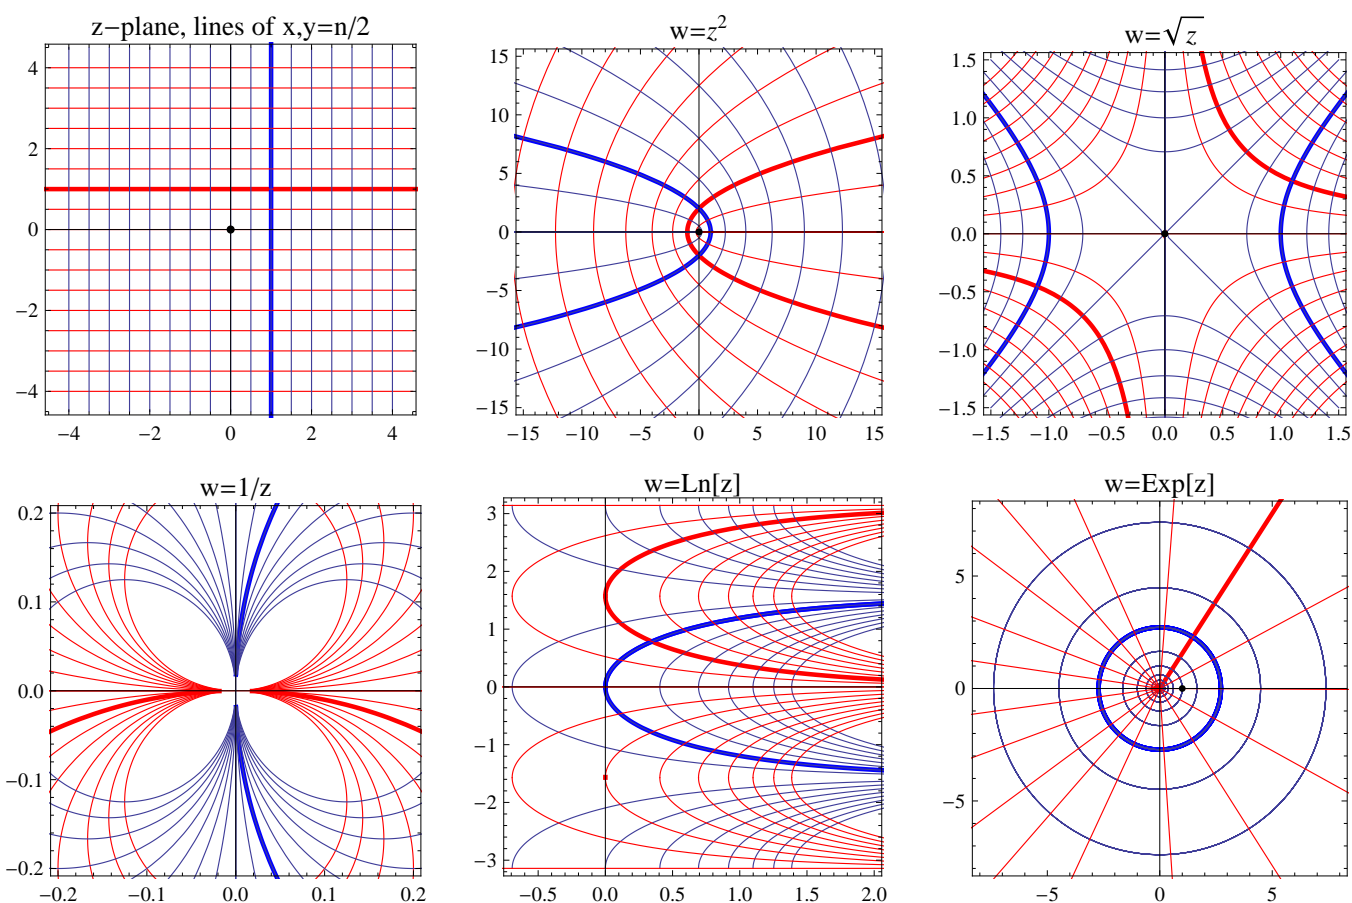 z−plane, lines of x,y=n/2
4
2
0
−2
−4
−4 −2 0 2 4
w=z²
15
10
5
0
−5
−10
−15
−15 −10 −5 0 5 10 15
w=√z
1.5
1.0
0.5
0.0
−0.5
−1.0
−1.5
−1.5 −1.0 −0.5 0.0 0.5 1.0 1.5
w=1/z
0.2
0.1
0.0
−0.1
−0.2
−0.2 −0.1 0.0 0.1 0.2
w=Ln[z]
3
2
1
0
−1
−2
−3
−0.5 0.0 0.5 1.0 1.5 2.0
w=Exp[z]
5
0
−5
−5 0 5